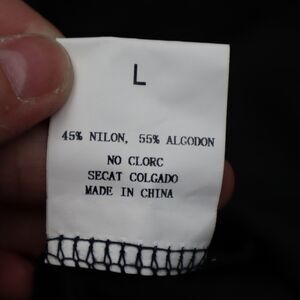 L
45% NILON, 55% ALGODON
NO CLORC
SECAT COLGADO
MADE IN CHINA